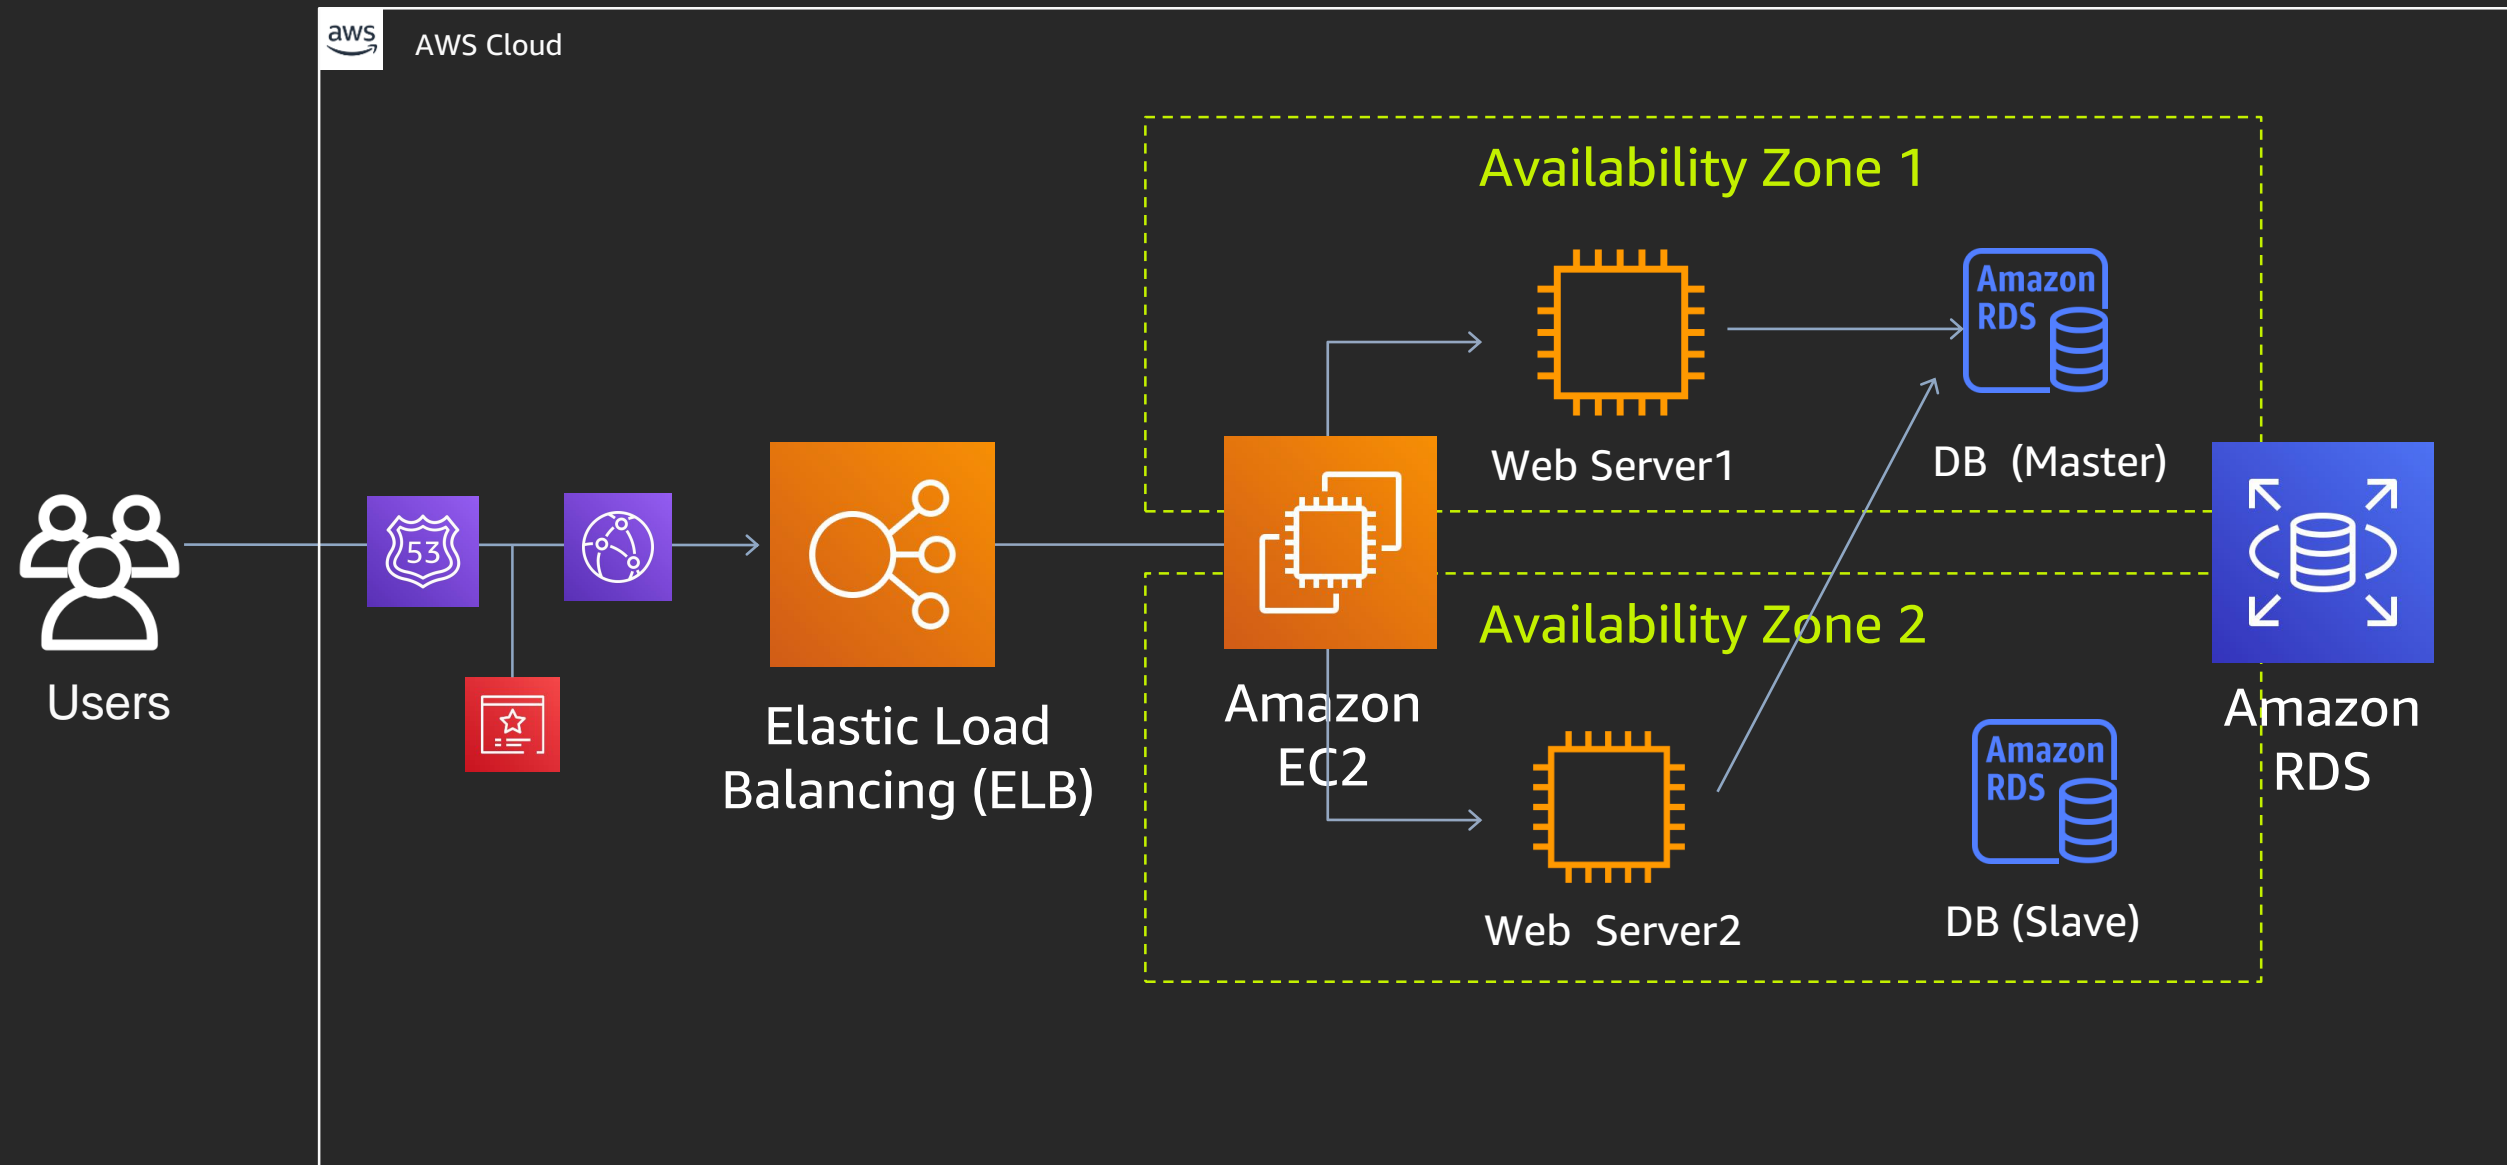 aws
AWS Cloud
Availability Zone 1
Amazon
RDS
Web Server1
DB (Master)
53
Users
Elastic Load
Balancing (ELB)
Amazon
EC2
Availability Zone 2
Amazon
RDS
Amazon
RDS
Web Server2
DB (Slave)